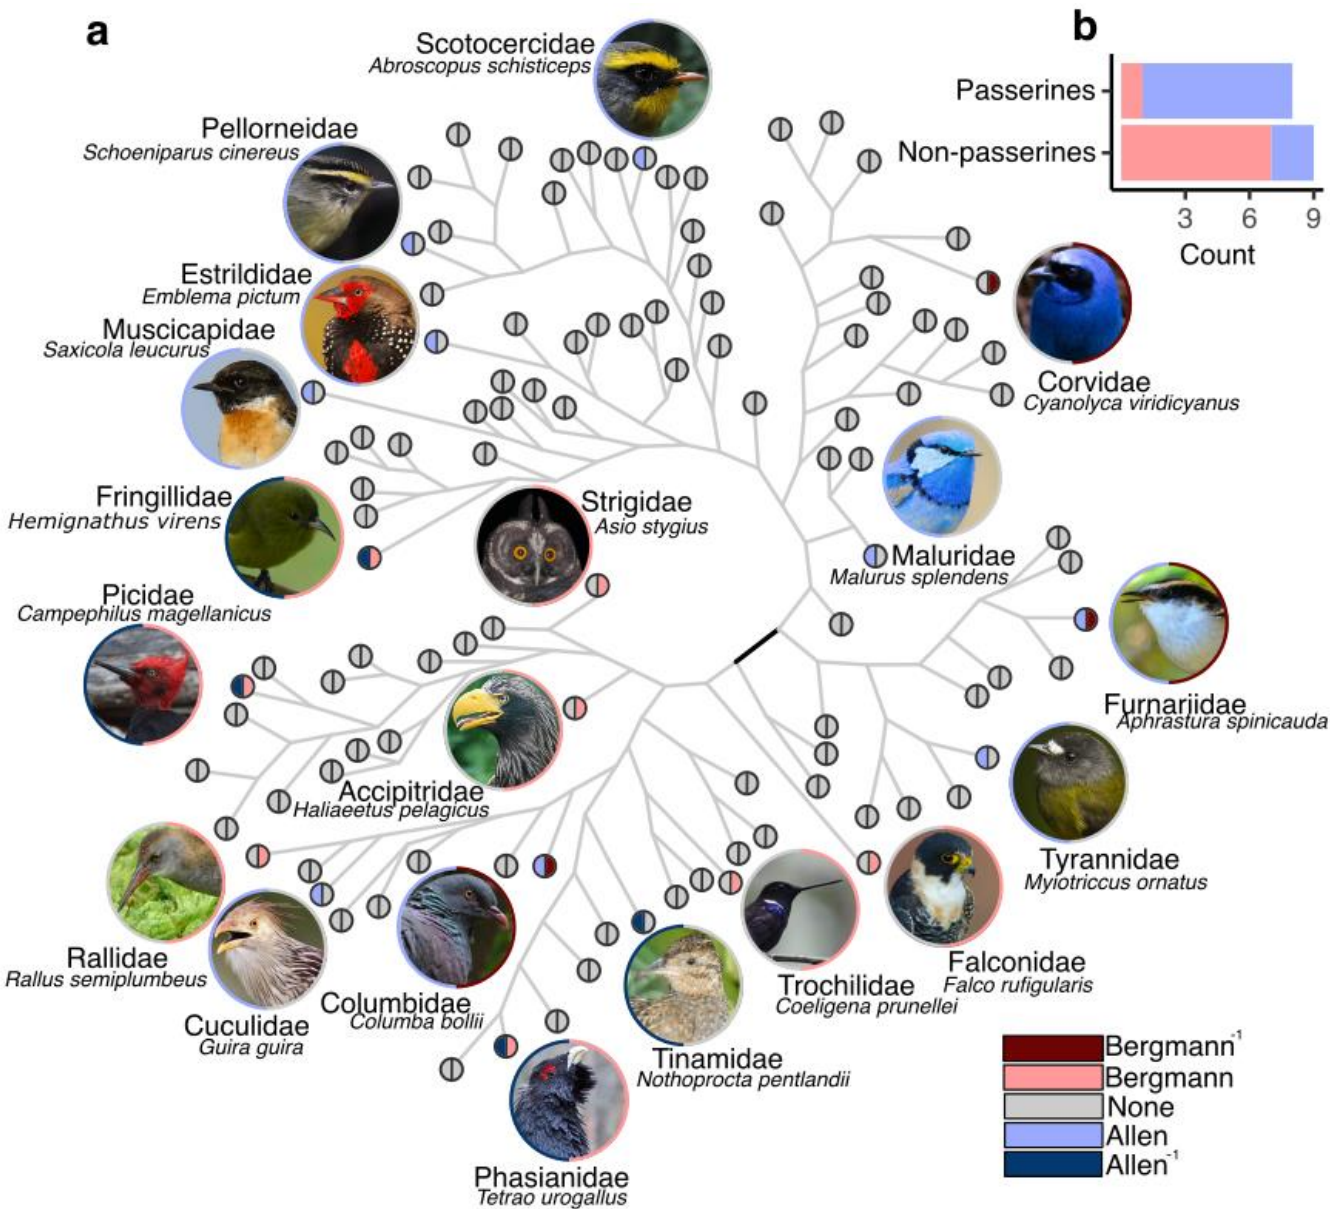 a
b
Scotocercidae
Abroscopus schisticeps
Passerines
Non-passerines
3 6 9
Count
Pellorneidae
Schoeniparus cinereus
Estrildidae
Emblema pictum
Muscicapidae
Saxicola leucurus
Corvidae
Cyanolyca viridicyanus
Fringillidae
Hemignathus virens
Strigidae
Asio stygius
Maluridae
Malurus splendens
Picidae
Campephilus magellanicus
Furnariidae
Aphrastura spinicauda
Accipitridae
Haliaeetus pelagicus
Tyrannidae
Myiotriccus ornatus
Rallidae
Rallus semiplumbeus
Cuculidae
Guira guira
Columbidae
Columba bollii
Trochilidae
Coeligena prunellei
Falconidae
Falco rufigularis
Tinamidae
Nothoprocta pentlandii
Phasianidae
Tetrao urogallus
Bergmann⁻¹
Bergmann
None
Allen
Allen⁻¹